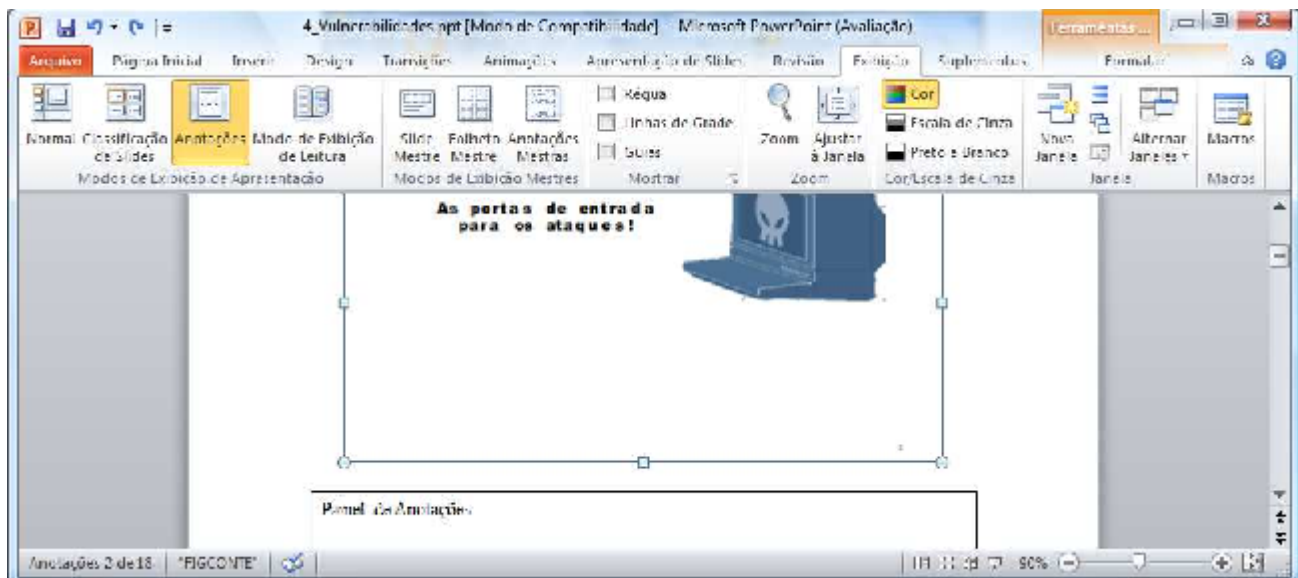 4_Vulnerabilidades.ppt [Modo de Compatibilidade] - Microsoft PowerPoint (Avaliação)
Ferramentas ...
Arquivo Página Inicial Inserir Design Transições Animações Apresentação de Slides Revisão Exibição Suplementos Formatar
Normal Classificação de Slides Anotações Modo de Exibição de Leitura
Modos de Exibição de Apresentação
Slide Mestre Folheto Mestre Anotações Mestras
Modos de Exibição Mestres
Régua
Linhas de Grade
Guias
Mostrar
Zoom Ajustar à Janela
Zoom
Cor
Escala de Cinza
Preto e Branco
Cor/Escala de Cinza
Nova Janela
Alternar Janelas
Janela
Macros
Macros
As portas de entrada
para os ataques!
Painel de Anotações
Anotações 2 de 18 "FIGCONTE" 90%